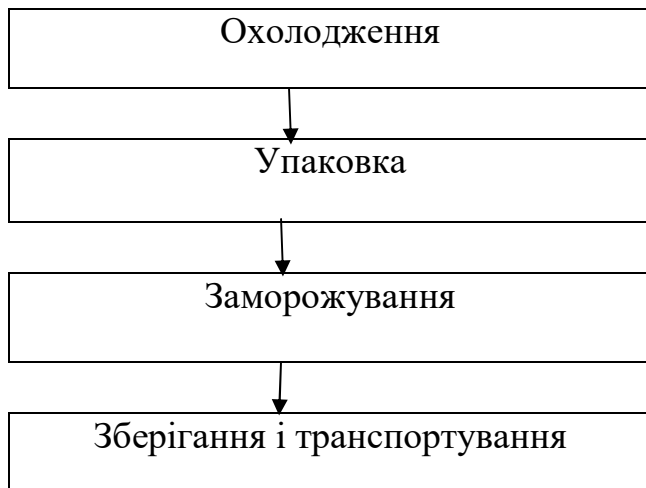 Охолодження
Упаковка
Заморожування
Зберігання і транспортування